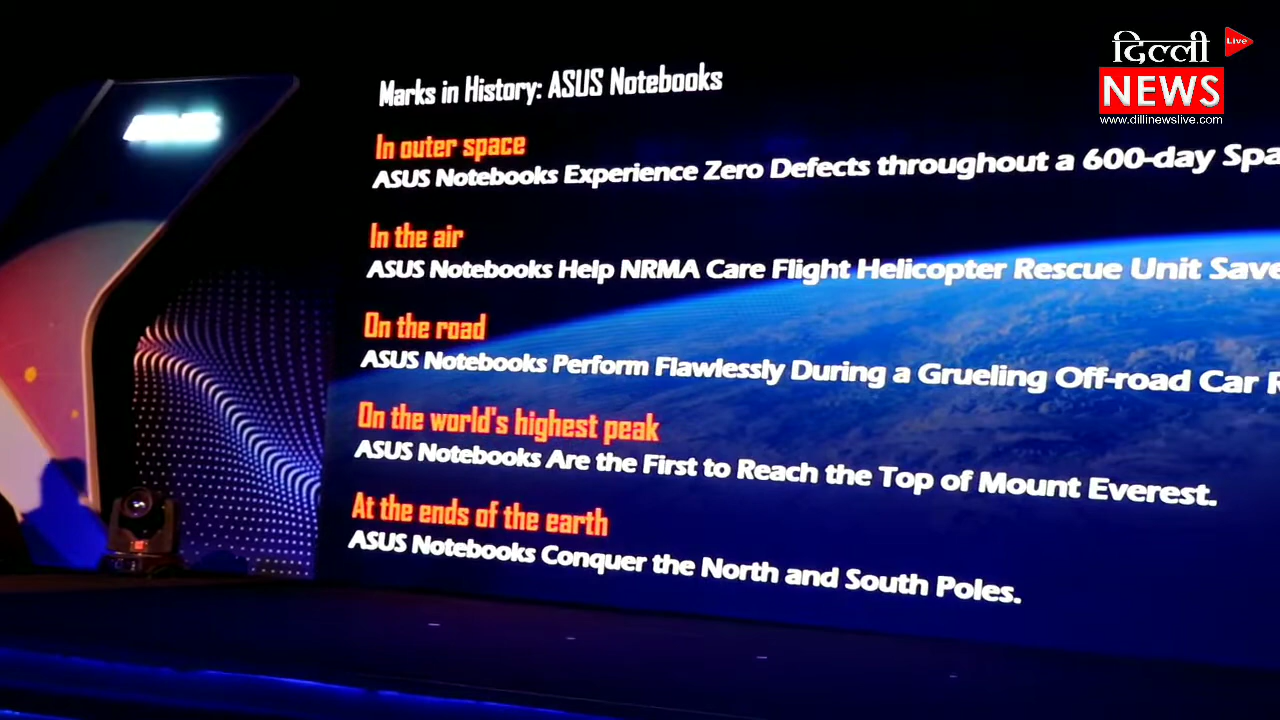 दिल्ली
Live
NEWS
www.dillinewslive.com
Marks in History: ASUS Notebooks
In outer space
ASUS Notebooks Experience Zero Defects throughout a 600-day Spa
In the air
ASUS Notebooks Help NRMA Care Flight Helicopter Rescue Unit Save
On the road
ASUS Notebooks Perform Flawlessly During a Grueling Off-road Car R
On the world's highest peak
ASUS Notebooks Are the First to Reach the Top of Mount Everest.
At the ends of the earth
ASUS Notebooks Conquer the North and South Poles.